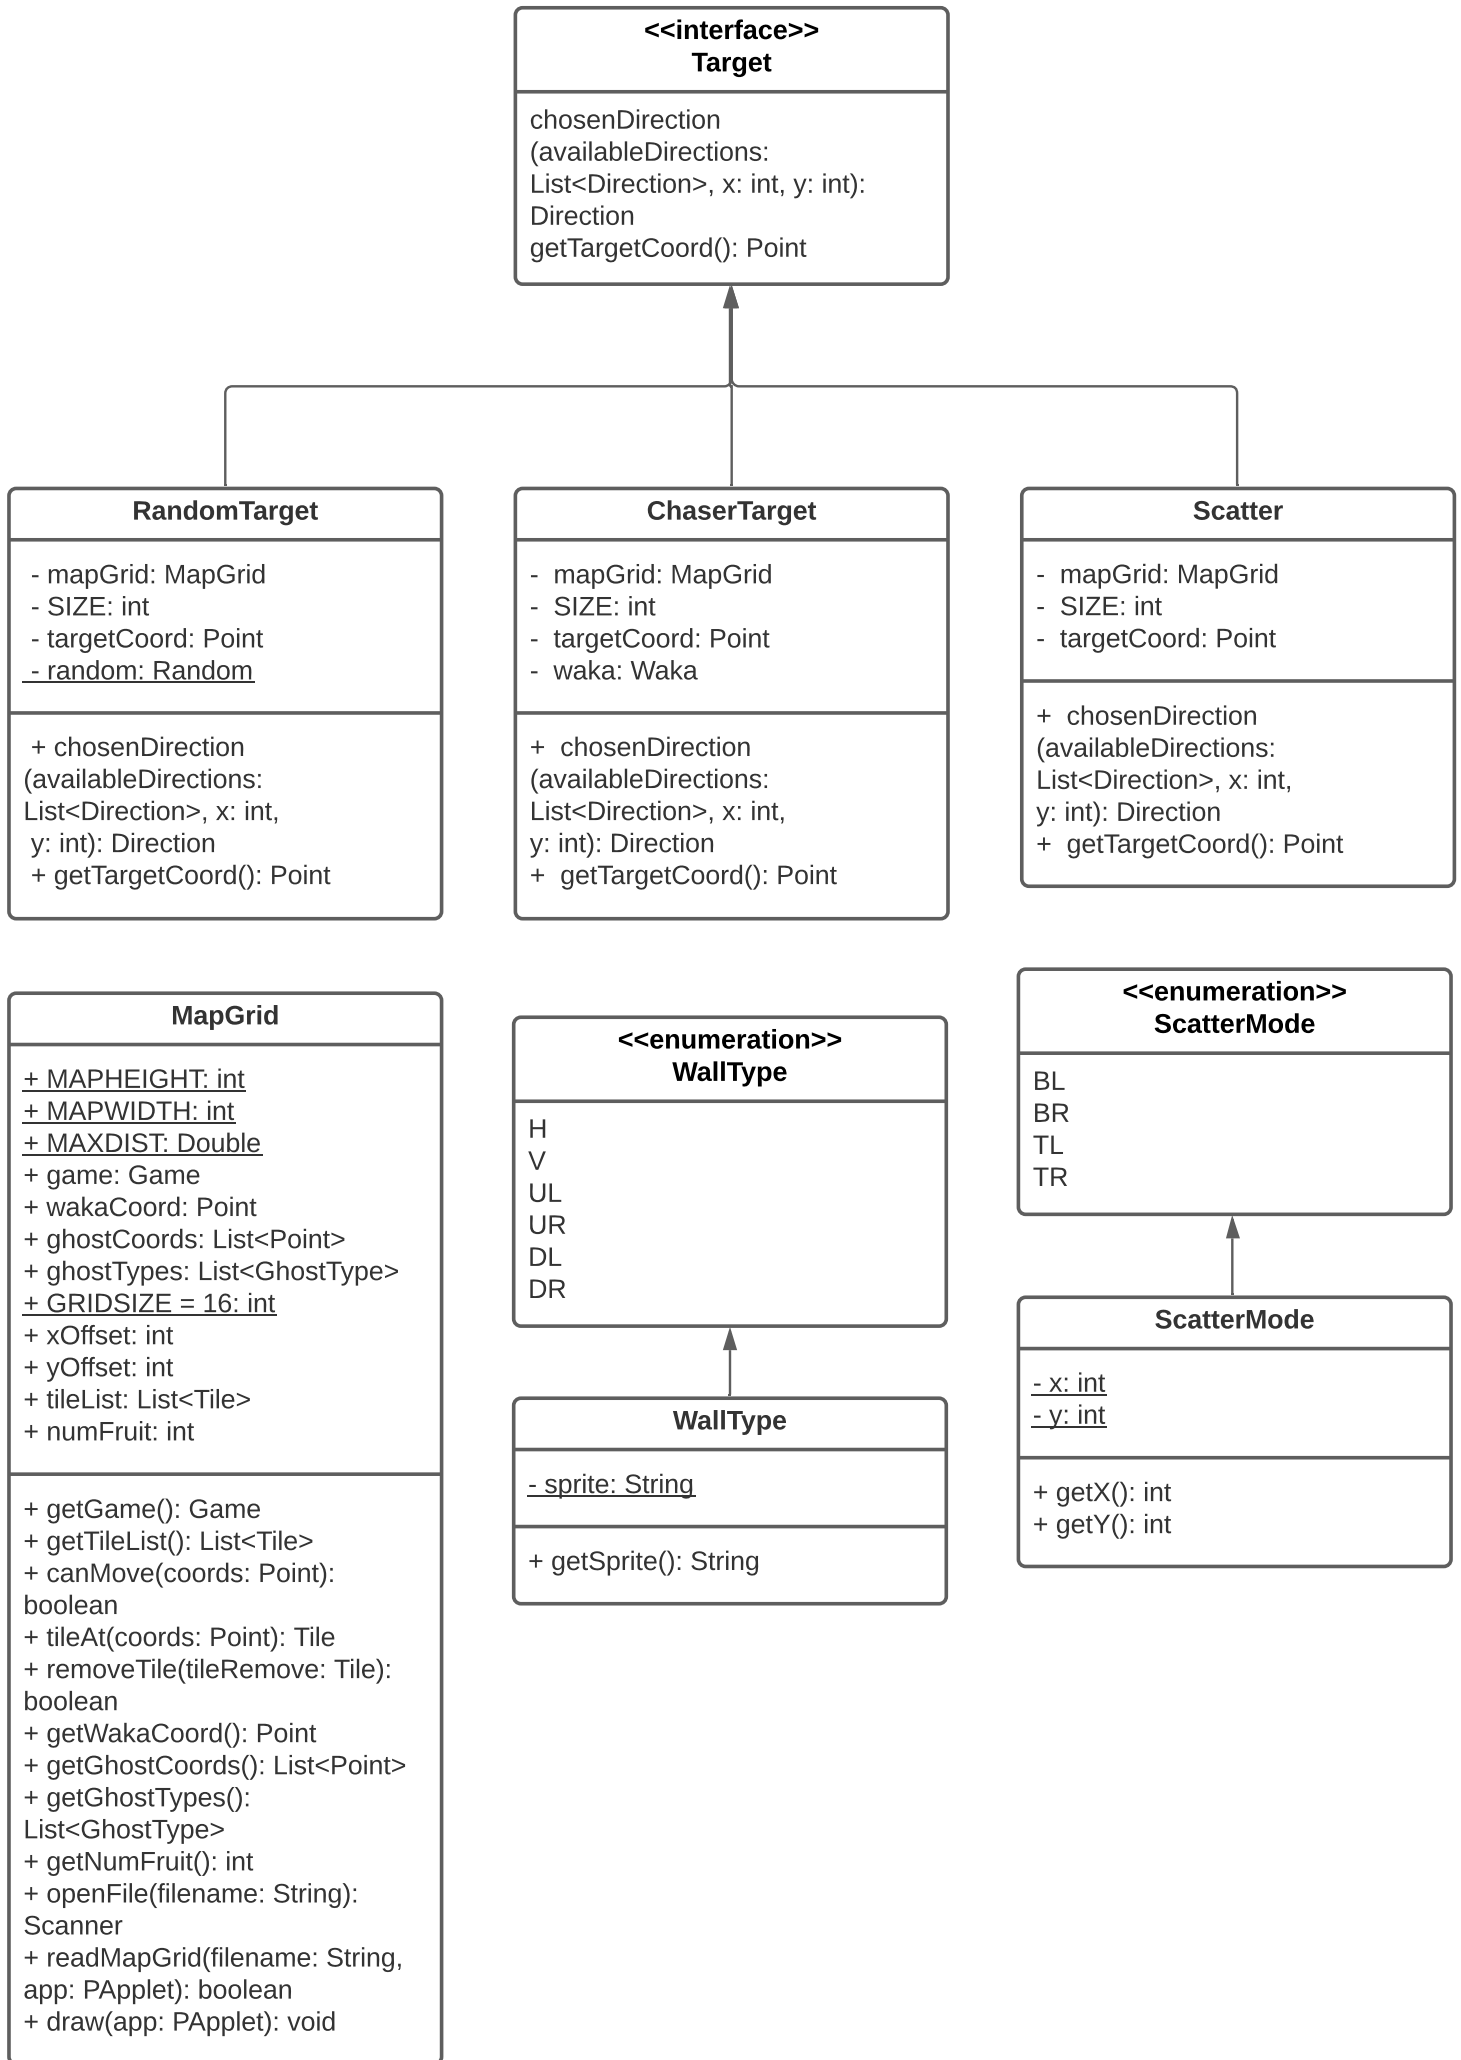 <<interface>>
Target
chosenDirection
(availableDirections:
List<Direction>, x: int, y: int):
Direction
getTargetCoord(): Point
RandomTarget
- mapGrid: MapGrid
- SIZE: int
- targetCoord: Point
- random: Random
+ chosenDirection
(availableDirections:
List<Direction>, x: int,
y: int): Direction
+ getTargetCoord(): Point
ChaserTarget
- mapGrid: MapGrid
- SIZE: int
- targetCoord: Point
- waka: Waka
+ chosenDirection
(availableDirections:
List<Direction>, x: int,
y: int): Direction
+ getTargetCoord(): Point
Scatter
- mapGrid: MapGrid
- SIZE: int
- targetCoord: Point
+ chosenDirection
(availableDirections:
List<Direction>, x: int,
y: int): Direction
+ getTargetCoord(): Point
MapGrid
+ MAPHEIGHT: int
+ MAPWIDTH: int
+ MAXDIST: Double
+ game: Game
+ wakaCoord: Point
+ ghostCoords: List<Point>
+ ghostTypes: List<GhostType>
+ GRIDSIZE = 16: int
+ xOffset: int
+ yOffset: int
+ tileList: List<Tile>
+ numFruit: int
+ getGame(): Game
+ getTileList(): List<Tile>
+ canMove(coords: Point):
boolean
+ tileAt(coords: Point): Tile
+ removeTile(tileRemove: Tile):
boolean
+ getWakaCoord(): Point
+ getGhostCoords(): List<Point>
+ getGhostTypes():
List<GhostType>
+ getNumFruit(): int
+ openFile(filename: String):
Scanner
+ readMapGrid(filename: String,
app: PApplet): boolean
+ draw(app: PApplet): void
<<enumeration>>
WallType
H
V
UL
UR
DL
DR
WallType
- sprite: String
+ getSprite(): String
<<enumeration>>
ScatterMode
BL
BR
TL
TR
ScatterMode
- x: int
- y: int
+ getX(): int
+ getY(): int